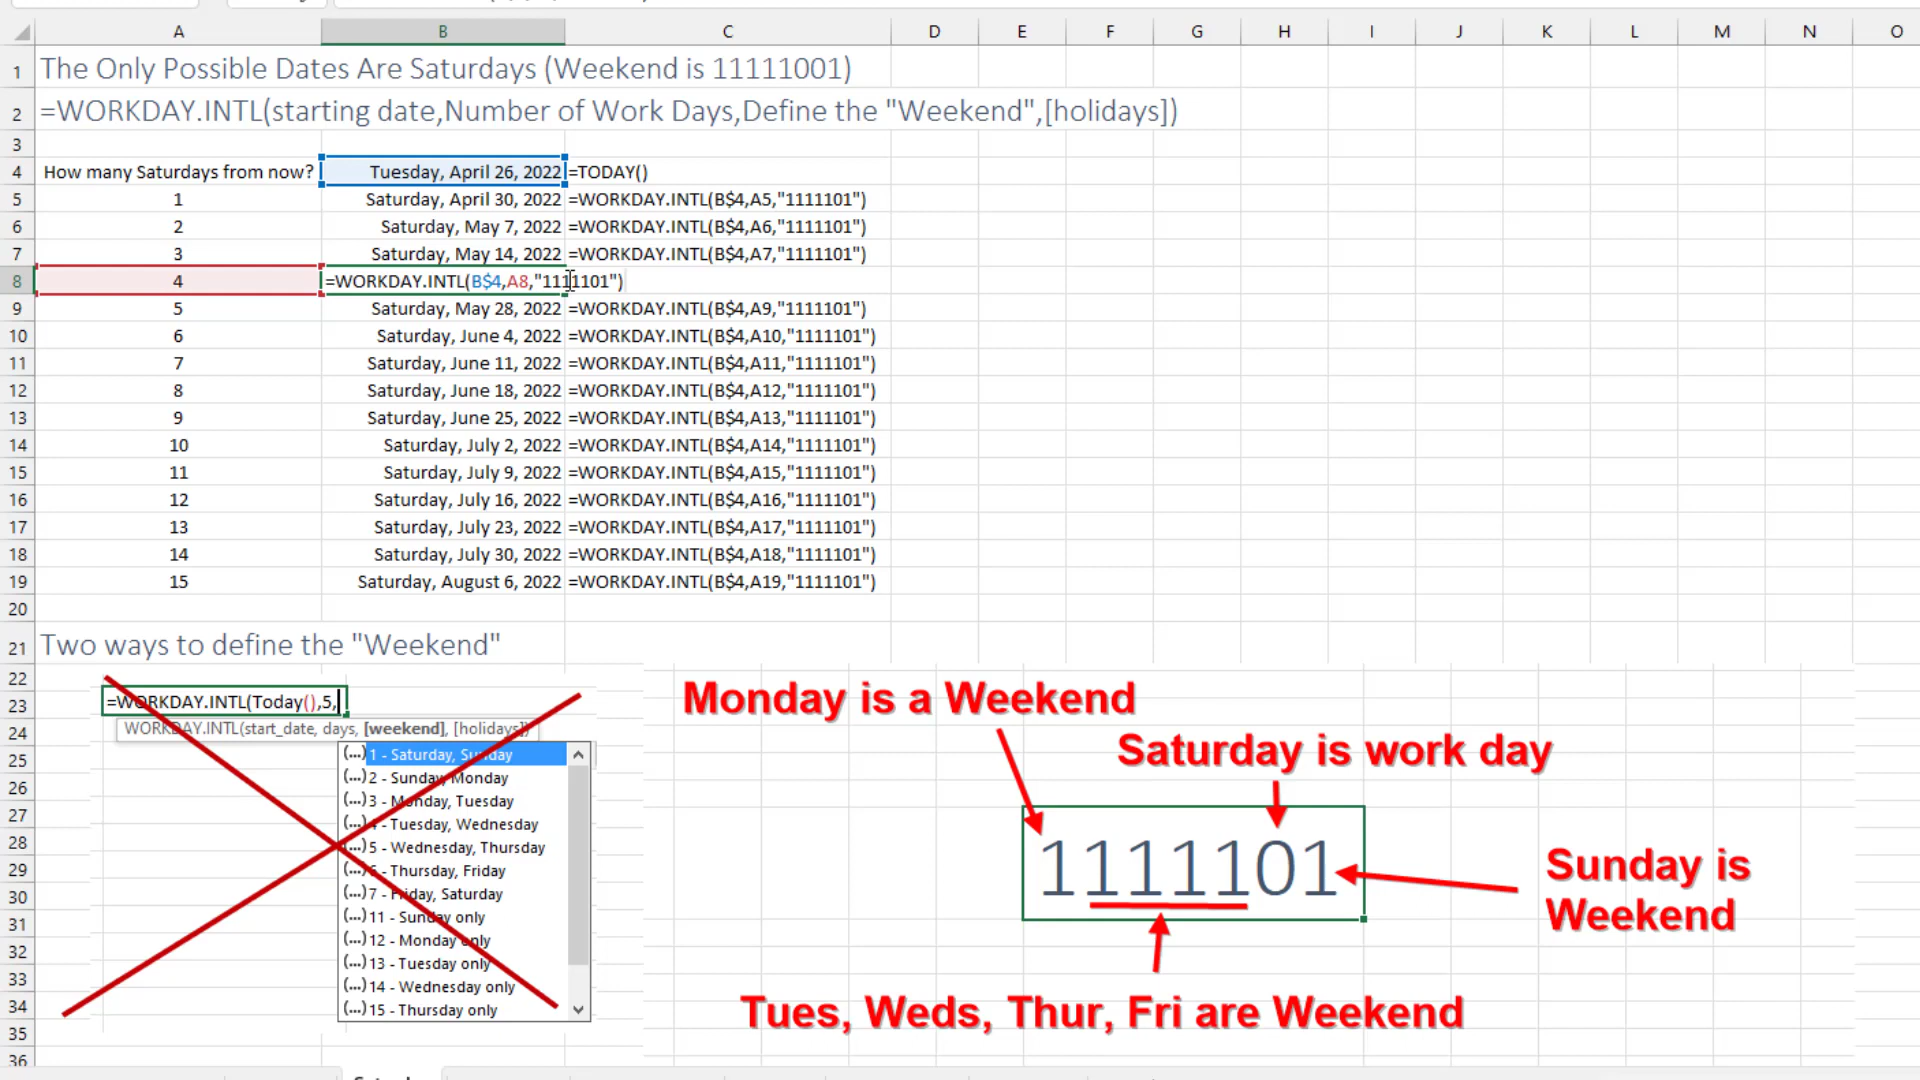 A B C D E F G H I J K L M N O
1 The Only Possible Dates Are Saturdays (Weekend is 11111001)
2 =WORKDAY.INTL(starting date,Number of Work Days,Define the "Weekend",[holidays])
3
4 How many Saturdays from now? Tuesday, April 26, 2022 =TODAY()
5 1 Saturday, April 30, 2022 =WORKDAY.INTL(B$4,A5,"1111101")
6 2 Saturday, May 7, 2022 =WORKDAY.INTL(B$4,A6,"1111101")
7 3 Saturday, May 14, 2022 =WORKDAY.INTL(B$4,A7,"1111101")
8 4 =WORKDAY.INTL(B$4,A8,"1111101")
9 5 Saturday, May 28, 2022 =WORKDAY.INTL(B$4,A9,"1111101")
10 6 Saturday, June 4, 2022 =WORKDAY.INTL(B$4,A10,"1111101")
11 7 Saturday, June 11, 2022 =WORKDAY.INTL(B$4,A11,"1111101")
12 8 Saturday, June 18, 2022 =WORKDAY.INTL(B$4,A12,"1111101")
13 9 Saturday, June 25, 2022 =WORKDAY.INTL(B$4,A13,"1111101")
14 10 Saturday, July 2, 2022 =WORKDAY.INTL(B$4,A14,"1111101")
15 11 Saturday, July 9, 2022 =WORKDAY.INTL(B$4,A15,"1111101")
16 12 Saturday, July 16, 2022 =WORKDAY.INTL(B$4,A16,"1111101")
17 13 Saturday, July 23, 2022 =WORKDAY.INTL(B$4,A17,"1111101")
18 14 Saturday, July 30, 2022 =WORKDAY.INTL(B$4,A18,"1111101")
19 15 Saturday, August 6, 2022 =WORKDAY.INTL(B$4,A19,"1111101")
20
21 Two ways to define the "Weekend"
22
23 =WORKDAY.INTL(Today(),5,
24 WORKDAY.INTL(start_date, days, [weekend], [holidays])
25 (...) 1 - Saturday, Sunday
26 (...) 2 - Sunday, Monday
27 (...) 3 - Monday, Tuesday
(...) 4 - Tuesday, Wednesday
28 (...) 5 - Wednesday, Thursday
29 (...) 6 - Thursday, Friday
30 (...) 7 - Friday, Saturday
31 (...) 11 - Sunday only
32 (...) 12 - Monday only
33 (...) 13 - Tuesday only
34 (...) 14 - Wednesday only
35 (...) 15 - Thursday only
36
Monday is a Weekend
Saturday is work day
1111101
Sunday is
Weekend
Tues, Weds, Thur, Fri are Weekend